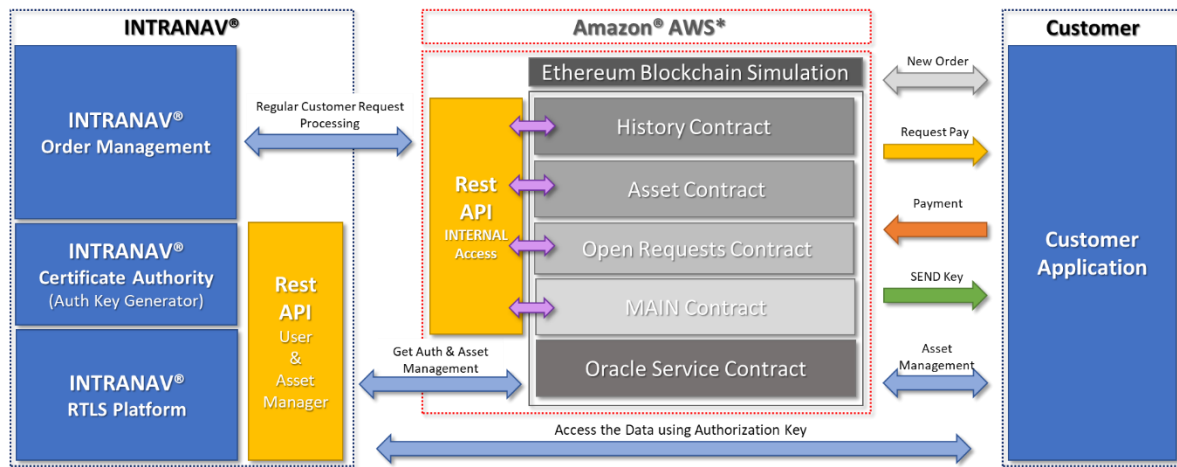 INTRANAV®
INTRANAV®
Order Management
INTRANAV®
Certificate Authority
(Auth Key Generator)
INTRANAV®
RTLS Platform
Rest
API
User
&
Asset
Manager
Regular Customer Request
Processing
Get Auth & Asset
Management
Amazon® AWS*
Ethereum Blockchain Simulation
Rest
API
INTERNAL
Access
History Contract
Asset Contract
Open Requests Contract
MAIN Contract
Oracle Service Contract
New Order
Request Pay
Payment
SEND Key
Asset
Management
Access the Data using Authorization Key
Customer
Customer
Application